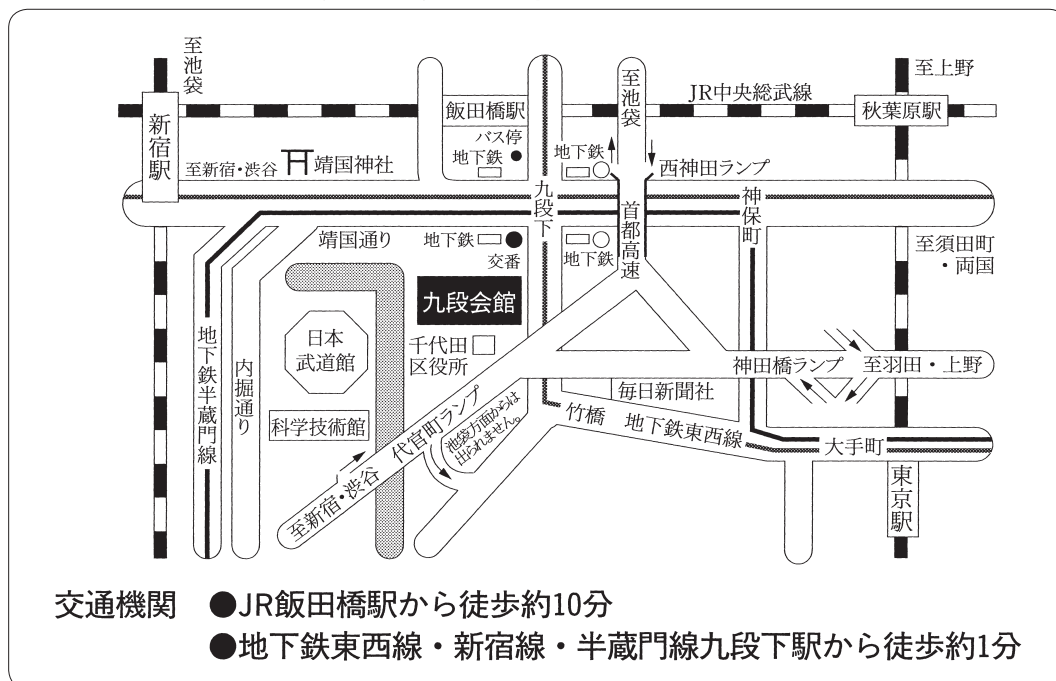 至池袋
新宿駅
飯田橋駅
バス停
地下鉄
至池袋
JR中央総武線
至上野
秋葉原駅
至新宿・渋谷
靖国神社
地下鉄
西神田ランプ
九段下
首都高速
神保町
靖国通り
地下鉄
交番
地下鉄
至須田町
・両国
九段会館
日本
武道館
千代田
区役所
地下鉄半蔵門線
内掘通り
科学技術館
代官町ランプ
池袋方面からは
出られません。
至新宿・渋谷
神田橋ランプ
至羽田・上野
毎日新聞社
竹橋
地下鉄東西線
大手町
東京駅
交通機関 ●JR飯田橋駅から徒歩約10分
●地下鉄東西線・新宿線・半蔵門線九段下駅から徒歩約1分